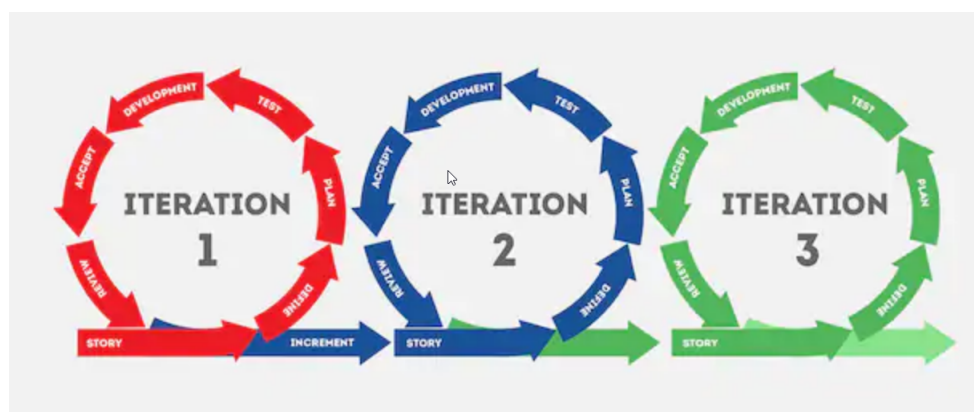 DEVELOPMENT
TEST
ACCEPT
PLAN
ITERATION
1
REVIEW
DEFINE
STORY
INCREMENT
DEVELOPMENT
TEST
ACCEPT
PLAN
ITERATION
2
REVIEW
DEFINE
STORY
DEVELOPMENT
TEST
ACCEPT
PLAN
ITERATION
3
REVIEW
DEFINE
STORY